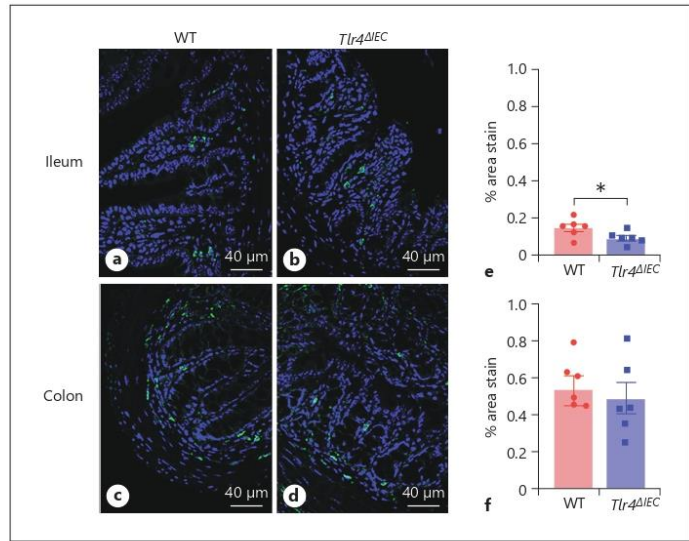 WT
Tlr4ΔIEC
Ileum
a
40 µm
b
40 µm
Colon
c
40 µm
d
40 µm
% area stain
1.0
0.8
0.6
0.4
0.2
0
*
WT
Tlr4ΔIEC
e
% area stain
1.0
0.8
0.6
0.4
0.2
0
WT
Tlr4ΔIEC
f